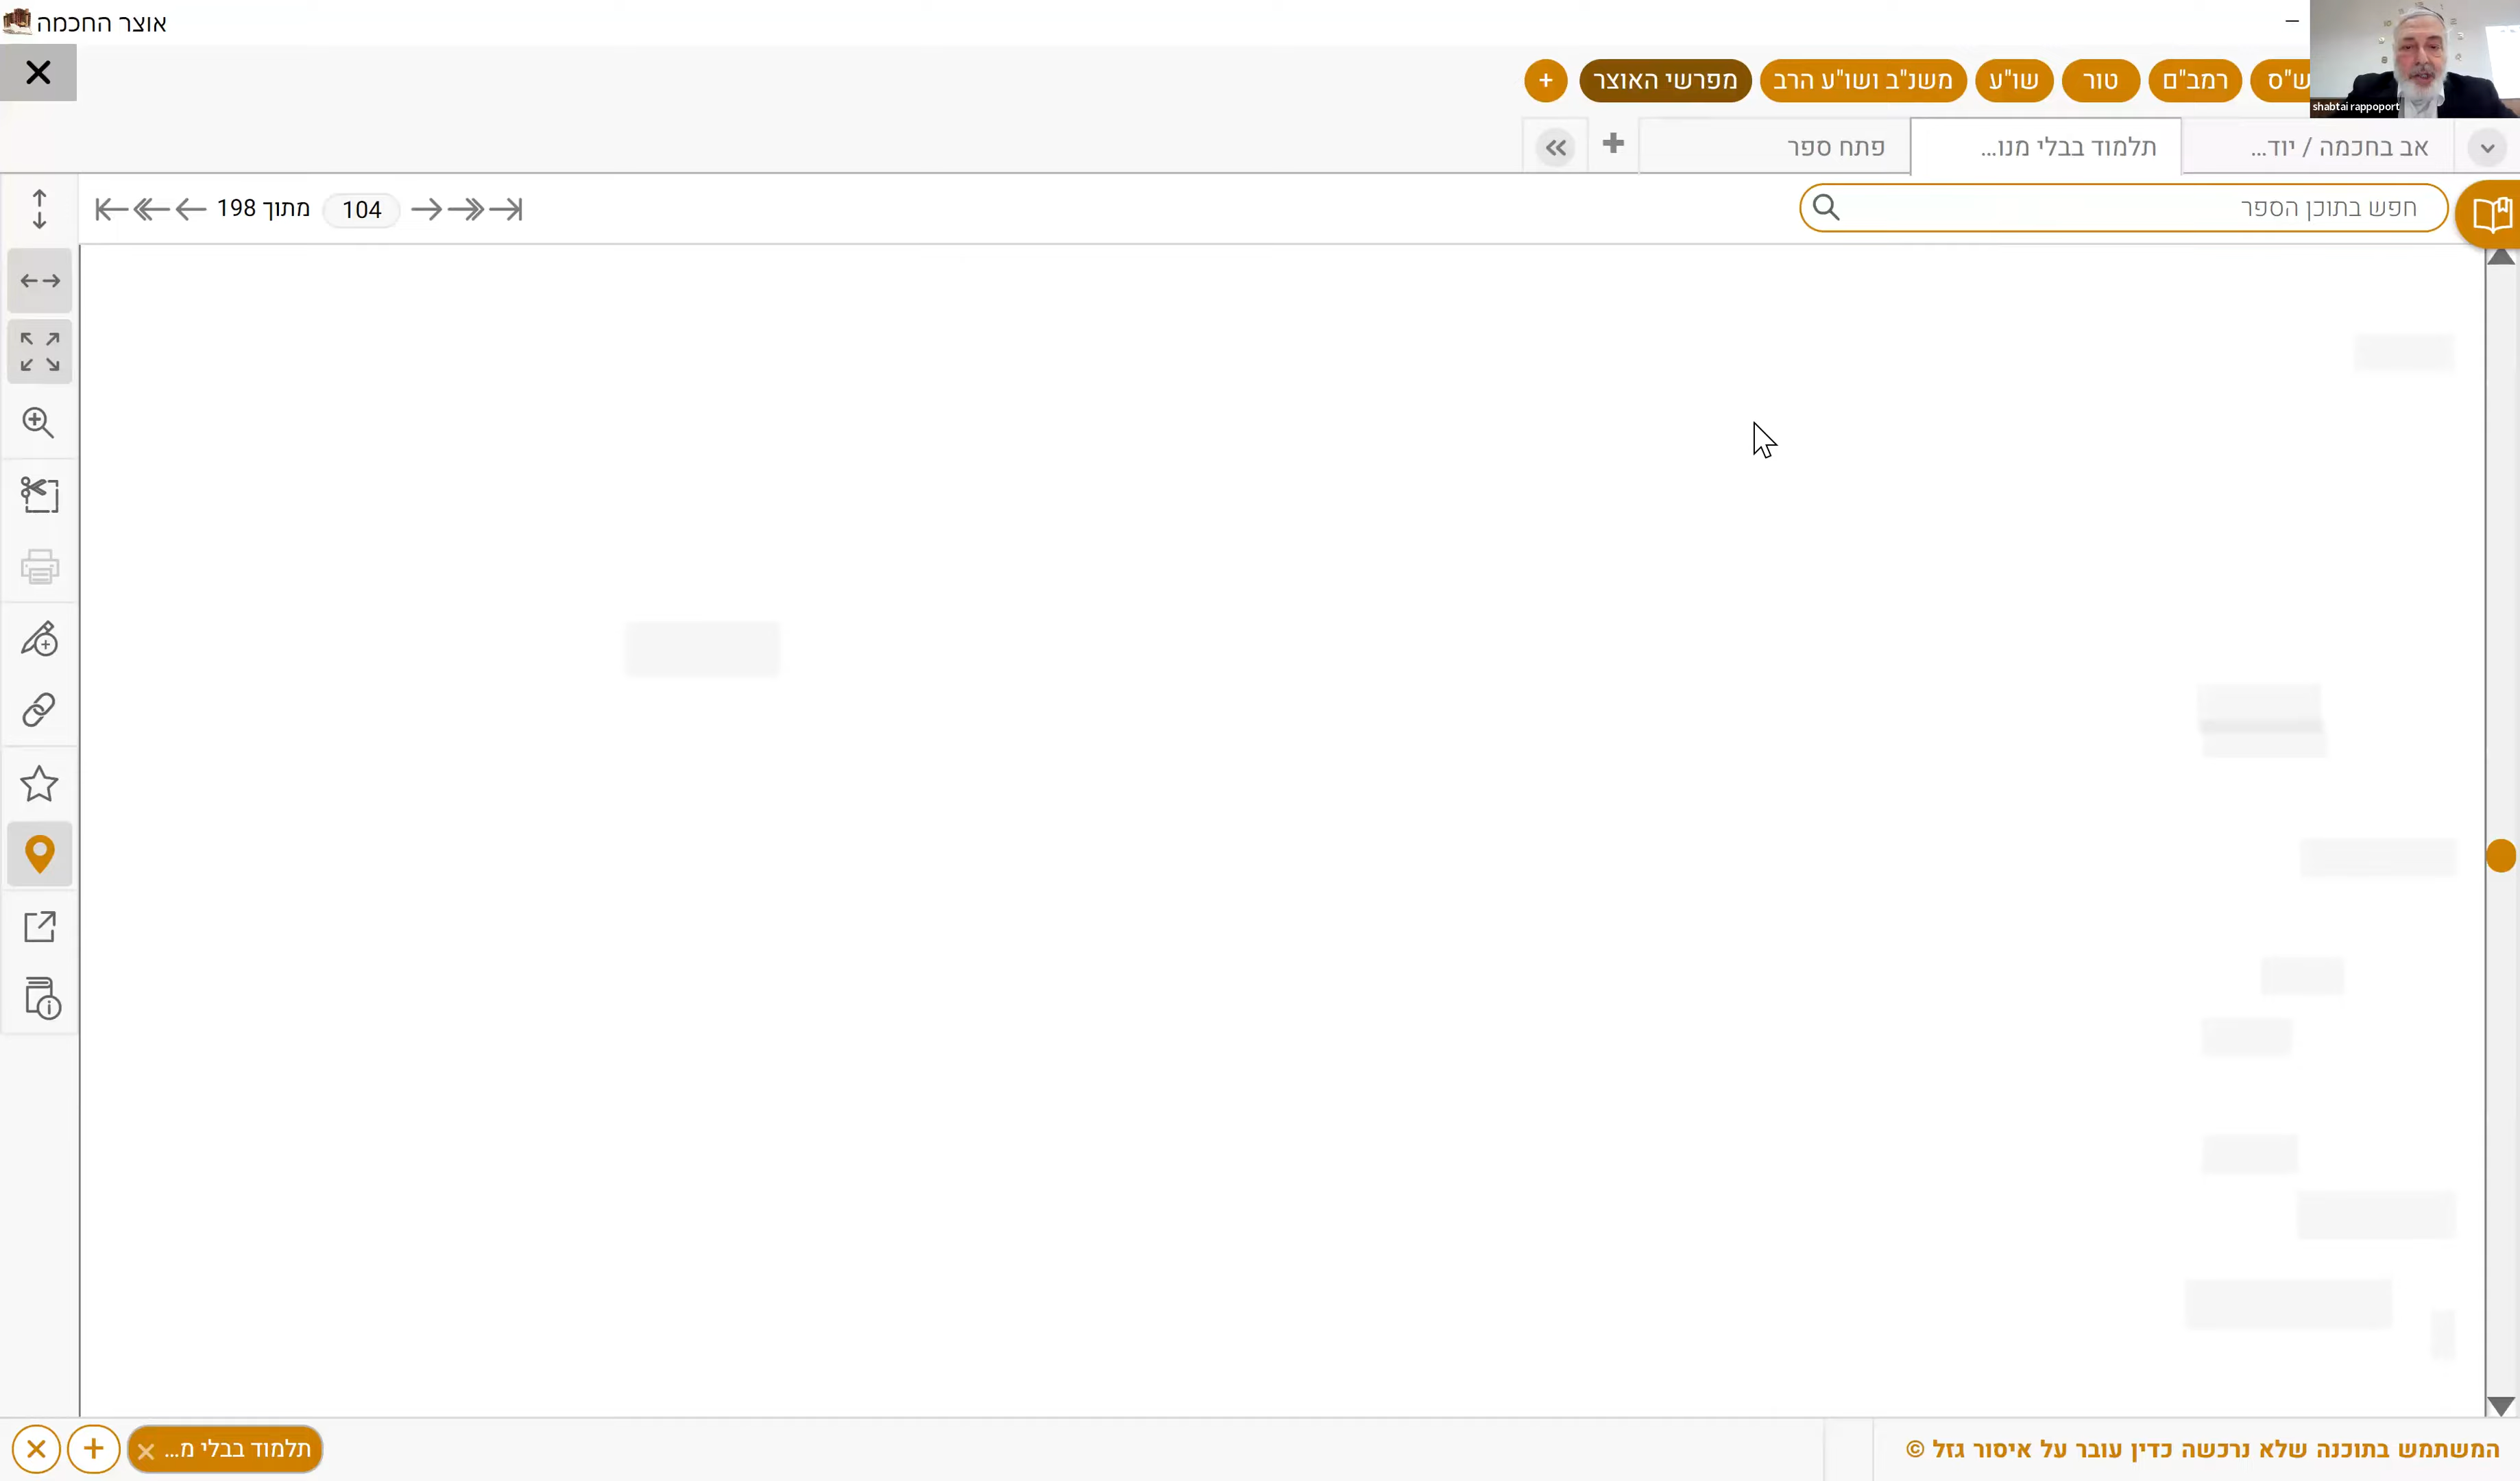 אוצר החכמה
ש"ס רמב"ם טור שו"ע משנ"ב ושו"ע הרב מפרשי האוצר +
shabtai rappoport
אב בחכמה / יוד... תלמוד בבלי מנו... פתח ספר
חפש בתוכן הספר
104 מתוך 198
המשתמש בתוכנה שלא נרכשה כדין עובר על איסור גזל ©
תלמוד בבלי מ...